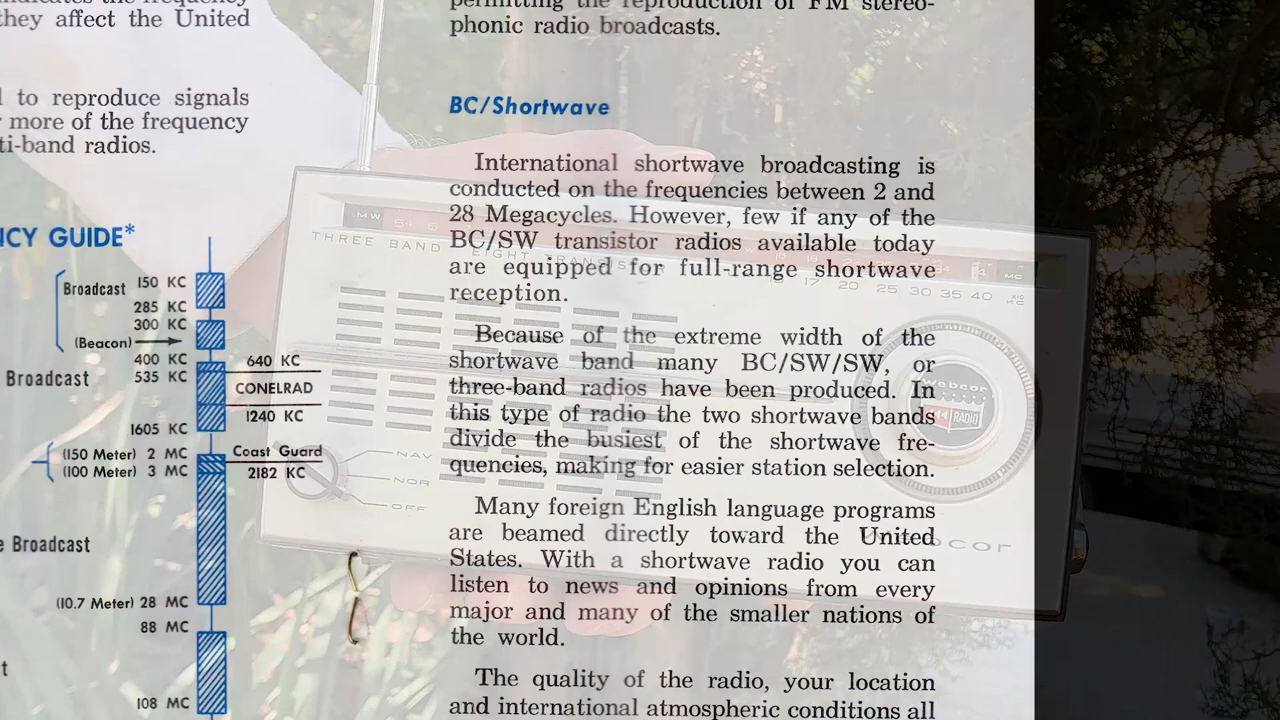 they affect the United
to reproduce signals
more of the frequency
ti-band radios.
NCY GUIDE*
Broadcast 150 KC
285 KC
300 KC
(Beacon)
400 KC
Broadcast 535 KC
640 KC
CONELRAD
1240 KC
1605 KC
(150 Meter) 2 MC
(100 Meter) 3 MC
Coast Guard
2182 KC
Broadcast
(10.7 Meter) 28 MC
88 MC
108 MC
permitting the reproduction of FM stereo-
phonic radio broadcasts.
BC/Shortwave
International shortwave broadcasting is
conducted on the frequencies between 2 and
28 Megacycles. However, few if any of the
BC/SW transistor radios available today
are equipped for full-range shortwave
reception.
Because of the extreme width of the
shortwave band many BC/SW/SW, or
three-band radios have been produced. In
this type of radio the two shortwave bands
divide the busiest of the shortwave fre-
quencies, making for easier station selection.
Many foreign English language programs
are beamed directly toward the United
States. With a shortwave radio you can
listen to news and opinions from every
major and many of the smaller nations of
the world.
The quality of the radio, your location
and international atmospheric conditions all
MW
THREE BAND EIGHT
MC
17 20 25 30 35 40
NAV
NOR
OFF
Webcor
RADIO